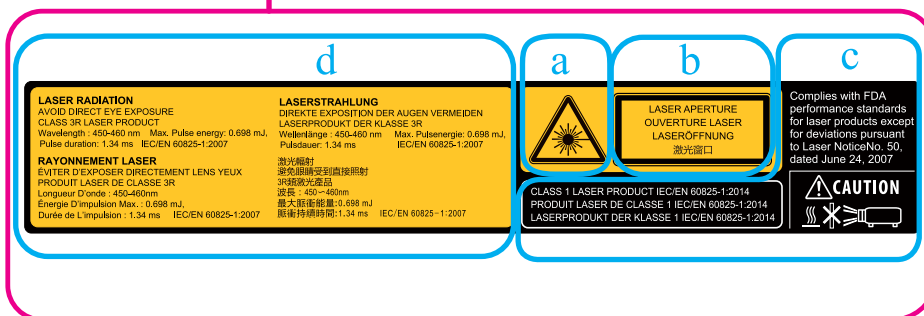 d
a
b
c
LASER RADIATION
AVOID DIRECT EYE EXPOSURE
CLASS 3R LASER PRODUCT
Wavelength : 450-460 nm Max. Pulse energy: 0.698 mJ,
Pulse duration: 1.34 ms IEC/EN 60825-1:2007
RAYONNEMENT LASER
ÉVITER D'EXPOSER DIRECTEMENT LENS YEUX
PRODUIT LASER DE CLASSE 3R
Longueur D'onde : 450-460nm
Énergie D'impulsion Max. : 0.698 mJ,
Durée de L'impulsion : 1.34 ms IEC/EN 60825-1:2007
LASERSTRAHLUNG
DIREKTE EXPOSITION DER AUGEN VERMEIDEN
LASERPRODUKT DER KLASSE 3R
Wellenlänge : 450-460 nm Max. Pulsenergie: 0.698 mJ,
Pulsdauer: 1.34 ms IEC/EN 60825-1:2007
激光輻射
避免眼睛受到直接照射
3R類激光產品
波長：450-460nm
最大脈衝能量:0.698 mJ
脈衝持續時間:1.34 ms IEC/EN 60825-1:2007
LASER APERTURE
OUVERTURE LASER
LASERÖFFNUNG
激光窗口
CLASS 1 LASER PRODUCT IEC/EN 60825-1:2014
PRODUIT LASER DE CLASSE 1 IEC/EN 60825-1:2014
LASERPRODUKT DER KLASSE 1 IEC/EN 60825-1:2014
Complies with FDA
performance standards
for laser products except
for deviations pursuant
to Laser NoticeNo. 50,
dated June 24, 2007
CAUTION